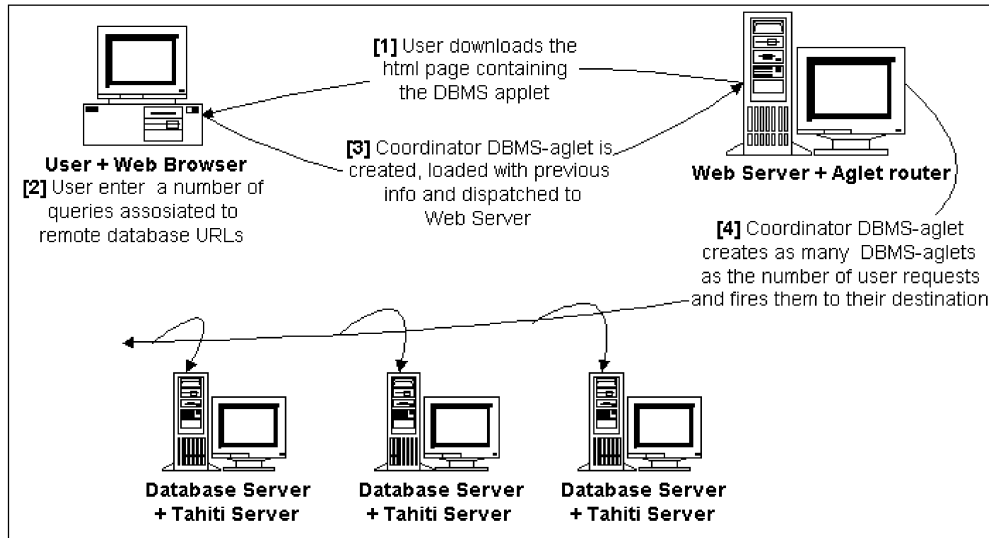 [1] User downloads the
html page containing
the DBMS applet
User + Web Browser
[2] User enter a number of
queries assosiated to
remote database URLs
[3] Coordinator DBMS-aglet is
created, loaded with previous
info and dispatched to
Web Server
Web Server + Aglet router
[4] Coordinator DBMS-aglet
creates as many DBMS-aglets
as the number of user requests
and fires them to their destination
Database Server
+ Tahiti Server
Database Server
+ Tahiti Server
Database Server
+ Tahiti Server